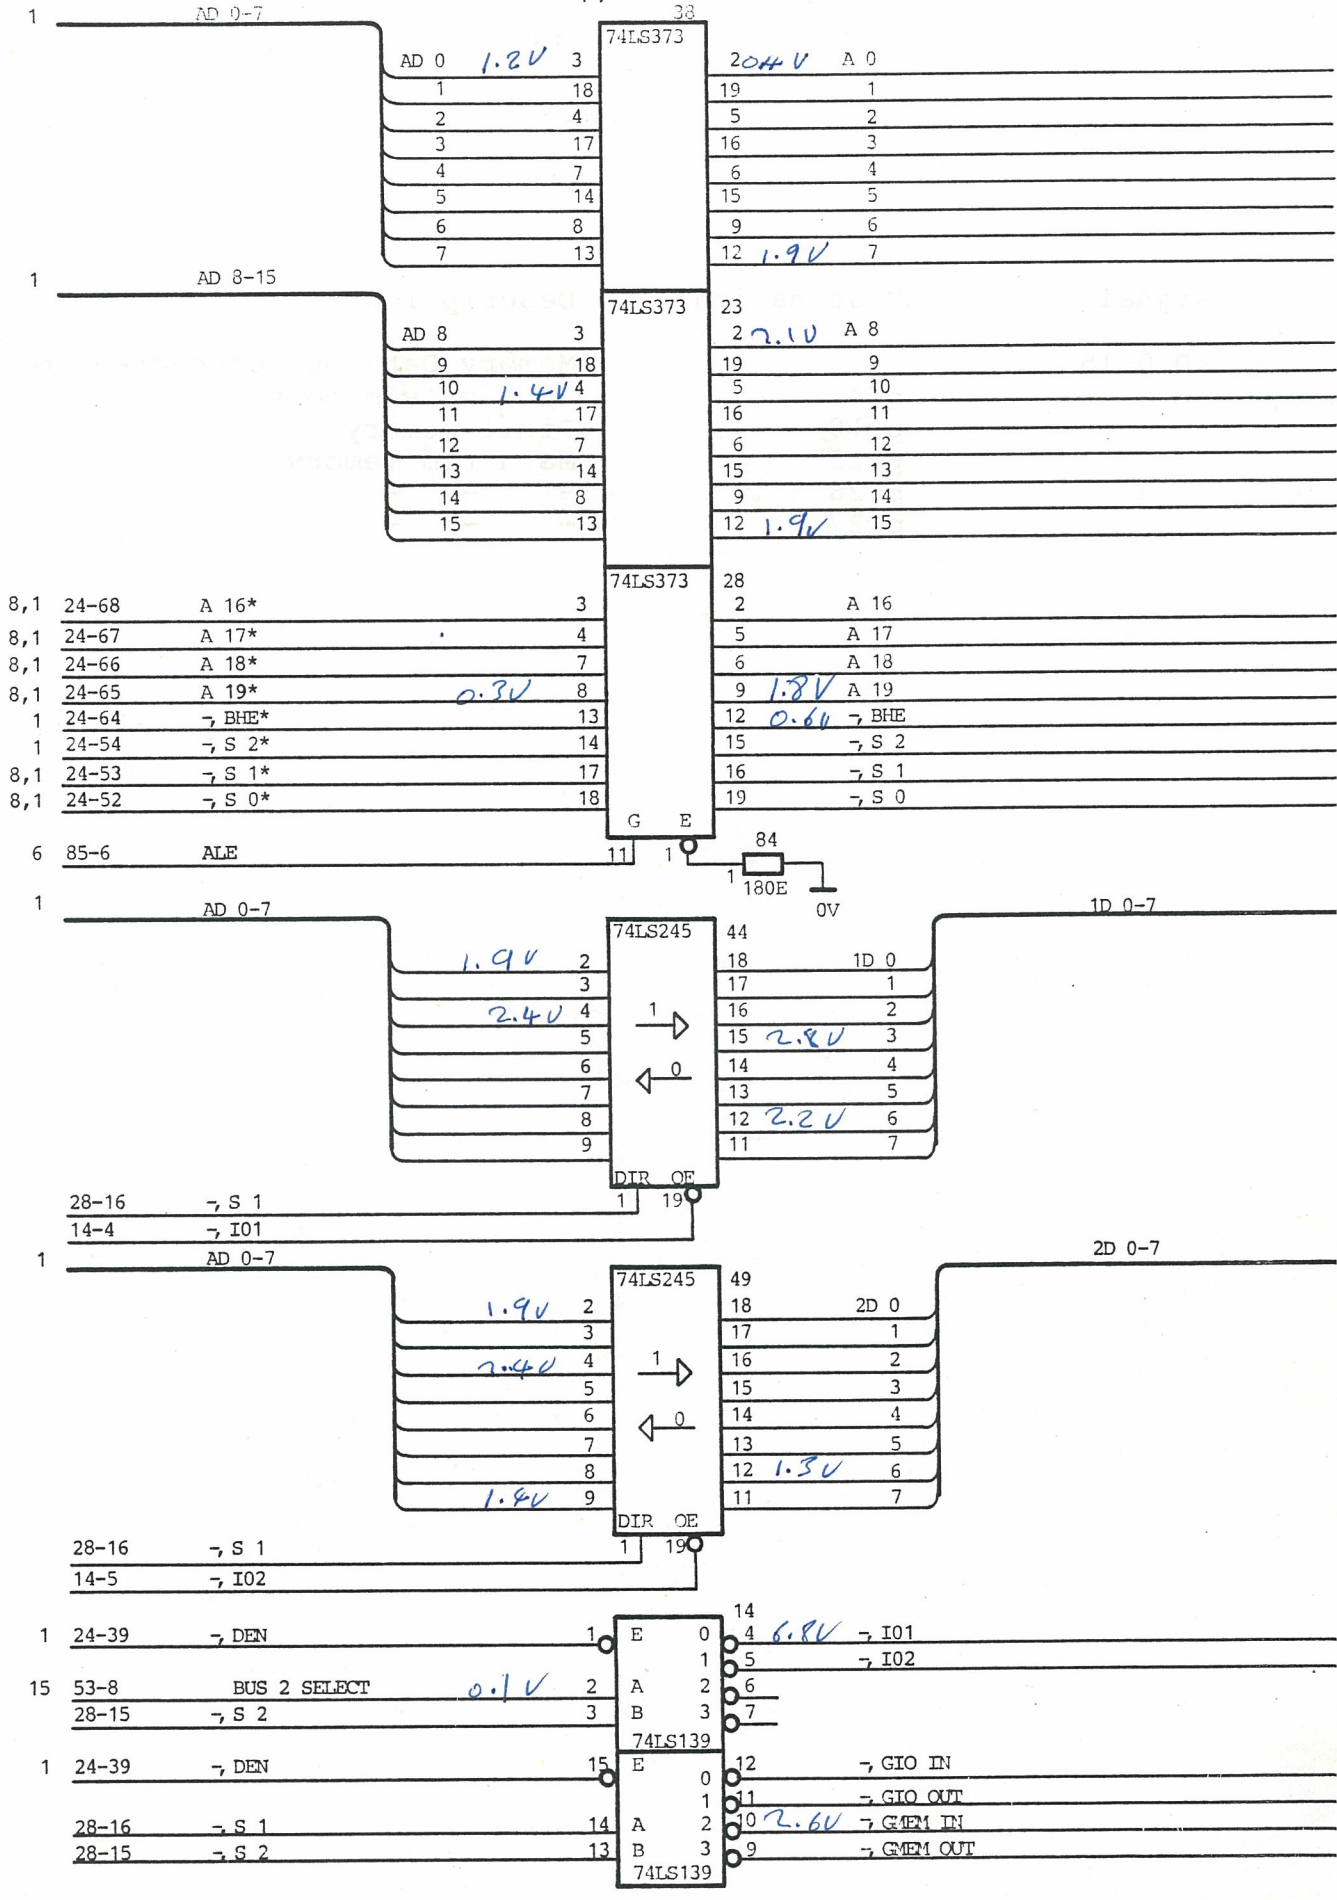 1 AD 0-7 38
74LS373
AD 0 1.2V 3 2 04V A 0
1 18 19 1
2 4 5 2
3 17 16 3
4 7 6 4
5 14 15 5
6 8 9 6
7 13 12 1.9V 7
1 AD 8-15
74LS373 23
AD 8 3 2 2.1V A 8
9 18 19 9
10 1.4V 4 5 10
11 17 16 11
12 7 6 12
13 14 15 13
14 8 9 14
15 13 12 1.9V 15
74LS373 28
8,1 24-68 A 16* 3 2 A 16
8,1 24-67 A 17* 4 5 A 17
8,1 24-66 A 18* 7 6 A 18
8,1 24-65 A 19* 0.3V 8 9 1.8V A 19
1 24-64 ¬, BHE* 13 12 0.6V ¬, BHE
1 24-54 ¬, S 2* 14 15 ¬, S 2
8,1 24-53 ¬, S 1* 17 16 ¬, S 1
8,1 24-52 ¬, S 0* 18 19 ¬, S 0
G E
6 85-6 ALE 11 1 84
1 180E
0V
1 AD 0-7 1D 0-7
74LS245 44
1.9V 2 18 1D 0
3 17 1
2.4V 4 1 16 2
5 15 2.8V 3
6 0 14 4
7 13 5
8 12 2.2V 6
9 11 7
DIR OE
28-16 ¬, S 1 1 19
14-4 ¬, I01
1 AD 0-7 2D 0-7
74LS245 49
1.9V 2 18 2D 0
3 17 1
2.4V 4 1 16 2
5 15 3
6 0 14 4
7 13 5
8 12 1.3V 6
1.4V 9 11 7
DIR OE
28-16 ¬, S 1 1 19
14-5 ¬, I02
14
1 24-39 ¬, DEN 1 E 0 4 6.8V ¬, I01
1 5 ¬, I02
15 53-8 BUS 2 SELECT 0.1V 2 A 2 6
28-15 ¬, S 2 3 B 3 7
74LS139
1 24-39 ¬, DEN 15 E 0 12 ¬, GIO IN
1 11 ¬, GIO OUT
28-16 ¬, S 1 14 A 2 10 2.6V ¬, GMEM IN
28-15 ¬, S 2 13 B 3 9 ¬, GMEM OUT
74LS139